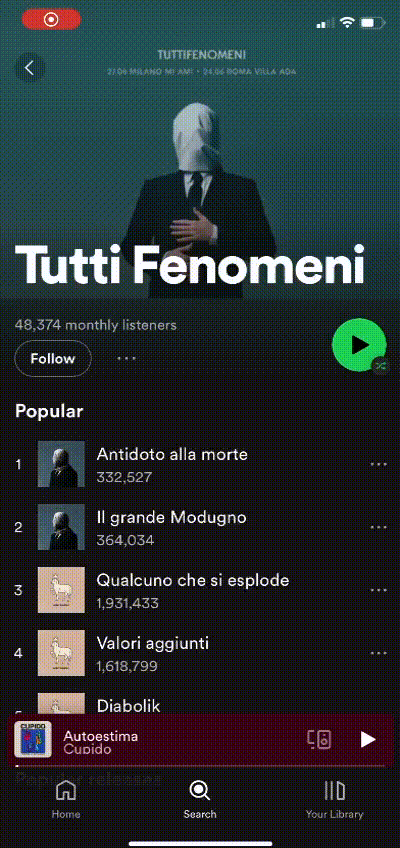 TUTTIFENOMENI
27.05 MILANO MI AMI • 24.06 ROMA VILLA ADA
Tutti Fenomeni
48,374 monthly listeners
Follow
Popular
1
Antidoto alla morte
332,527
2
Il grande Modugno
364,034
3
Qualcuno che si esplode
1,931,433
4
Valori aggiunti
1,618,799
5
Diabolik
CUPIDO
Autoestima
Cupido
Popular releases
Home
Search
Your Library